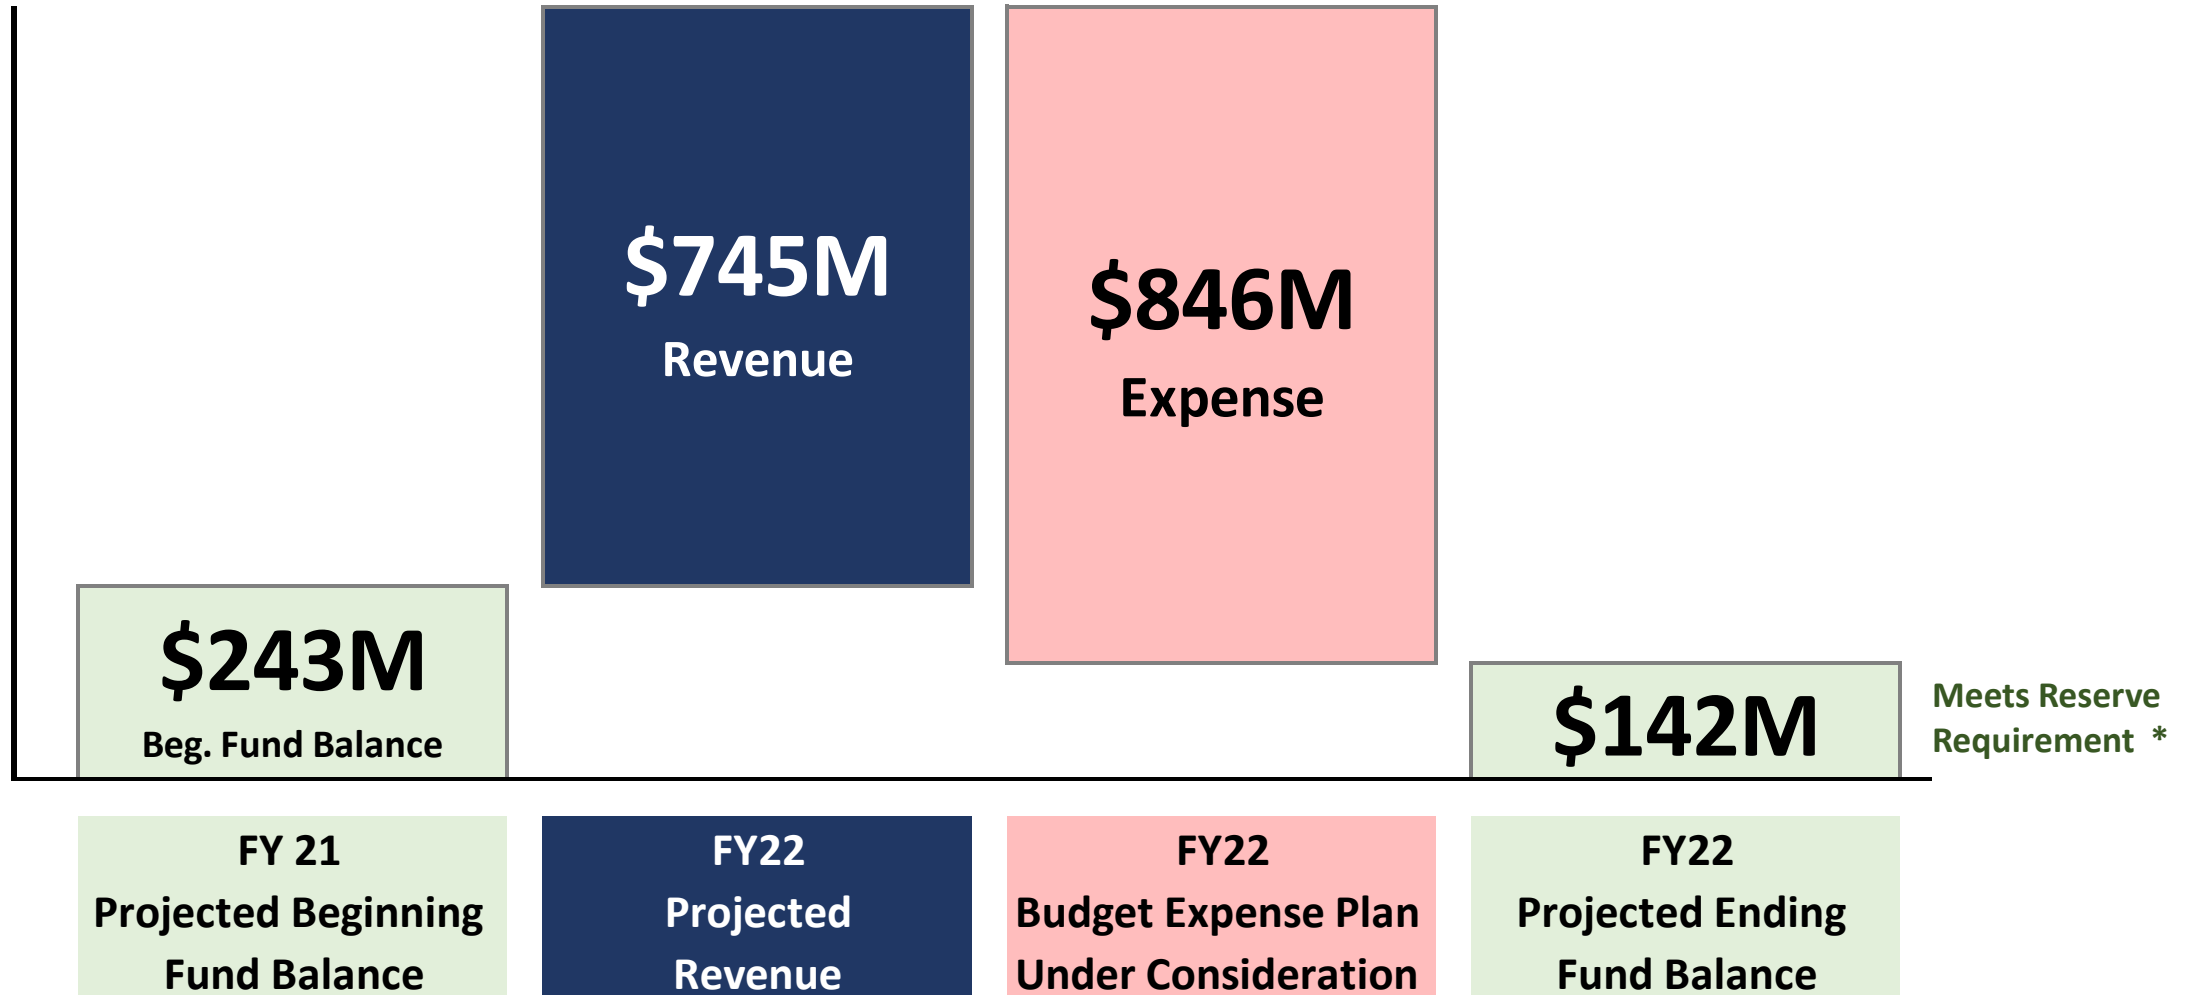 $745M
Revenue
$846M
Expense
$243M
Beg. Fund Balance
$142M
Meets Reserve
Requirement *
FY 21
Projected Beginning
Fund Balance
FY22
Projected
Revenue
FY22
Budget Expense Plan
Under Consideration
FY22
Projected Ending
Fund Balance